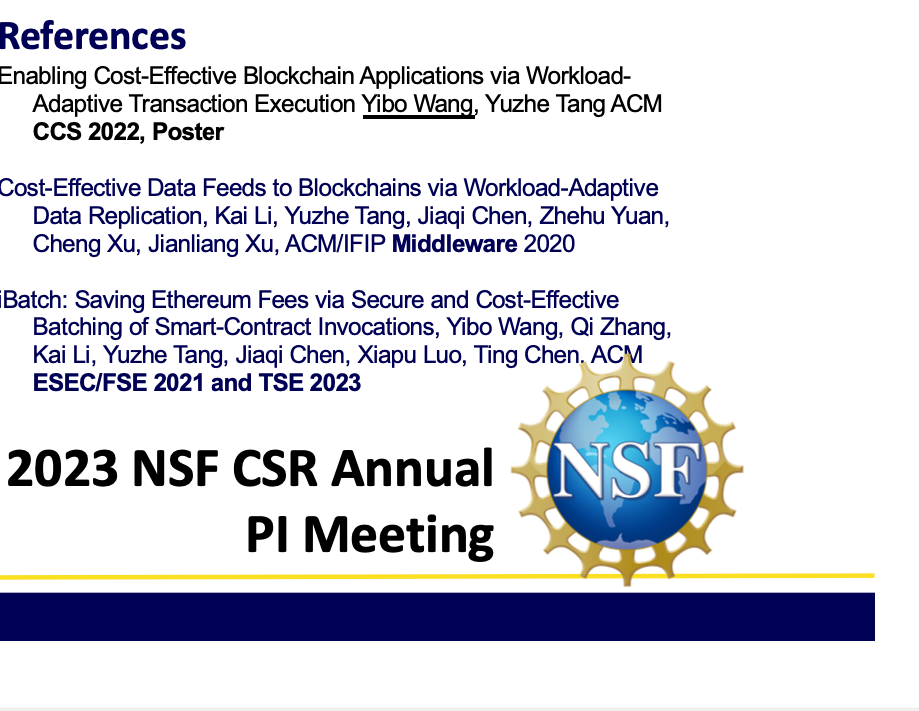 References
Enabling Cost-Effective Blockchain Applications via Workload-
Adaptive Transaction Execution Yibo Wang, Yuzhe Tang ACM
CCS 2022, Poster
Cost-Effective Data Feeds to Blockchains via Workload-Adaptive
Data Replication, Kai Li, Yuzhe Tang, Jiaqi Chen, Zhehu Yuan,
Cheng Xu, Jianliang Xu, ACM/IFIP Middleware 2020
iBatch: Saving Ethereum Fees via Secure and Cost-Effective
Batching of Smart-Contract Invocations, Yibo Wang, Qi Zhang,
Kai Li, Yuzhe Tang, Jiaqi Chen, Xiapu Luo, Ting Chen. ACM
ESEC/FSE 2021 and TSE 2023
2023 NSF CSR Annual
PI Meeting
NSF